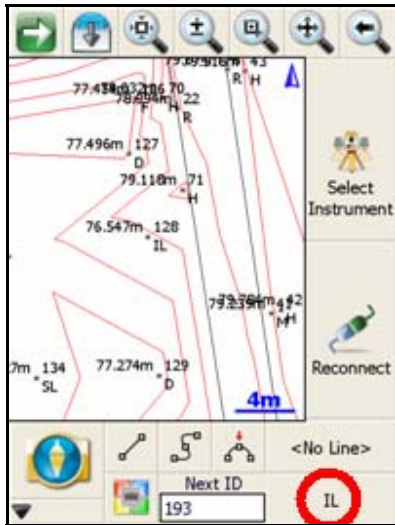 43
R H
70
22
H
R
77.496m 127
D
79.118m 71
H
76.547m 128
IL
42
M H
134
SL
77.274m 129
D
4m
Select
Instrument
Reconnect
<No Line>
Next ID
193
IL